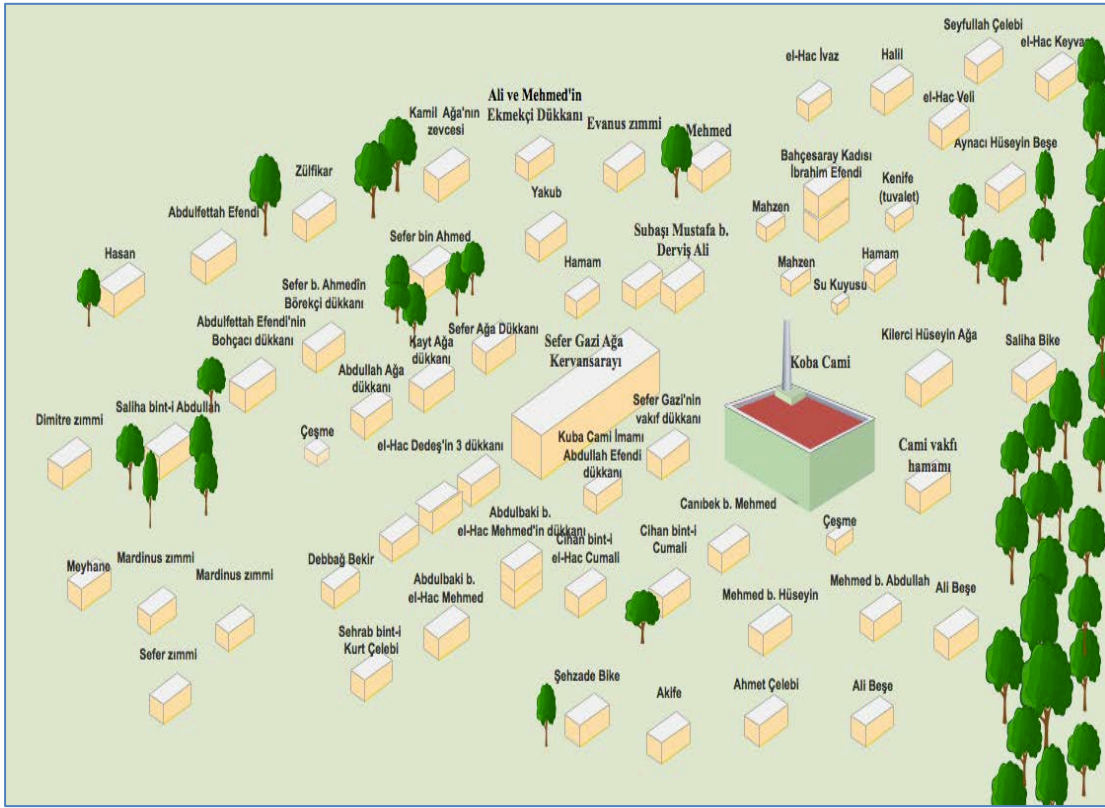 Seyfullah Çelebi
el-Hac Keyvan
el-Hac İvaz
Halil
el-Hac Veli
Ali ve Mehmed'in
Ekmekçi Dükkanı
Kamil Ağa'nın
zevcesi
Evanus zımmi
Mehmed
Aynacı Hüseyin Beşe
Bahçesaray Kadısı
İbrahim Efendi
Kenife
(tuvalet)
Zülfikar
Yakub
Mahzen
Abdulfettah Efendi
Subaşı Mustafa b.
Derviş Ali
Hasan
Sefer bin Ahmed
Hamam
Mahzen
Hamam
Su Kuyusu
Sefer b. Ahmedin
Börekçi dükkanı
Abdulfettah Efendi'nin
Bohçacı dükkanı
Kayt Ağa
dükkanı
Sefer Ağa Dükkanı
Sefer Gazi Ağa
Kervansarayı
Koba Cami
Kilerci Hüseyin Ağa
Saliha Bike
Abdullah Ağa
dükkanı
Sefer Gazi'nin
vakıf dükkanı
Dimitre zımmi
Saliha bint-i Abdullah
Çeşme
el-Hac Dedeş'in 3 dükkanı
Kuba Cami İmamı
Abdullah Efendi
dükkanı
Cami vakfı
hamamı
Abdulbaki b.
el-Hac Mehmed'in dükkanı
Canıbek b. Mehmed
Çeşme
Cihan bint-i
el-Hac Cumali
Cihan bint-i
Cumali
Meyhane
Mardinus zımmi
Mardinus zımmi
Debbağ Bekir
Abdulbaki b.
el-Hac Mehmed
Mehmed b. Hüseyin
Mehmed b. Abdullah
Ali Beşe
Sefer zımmi
Sehrab bint-i
Kurt Çelebi
Şehzade Bike
Akife
Ahmet Çelebi
Ali Beşe